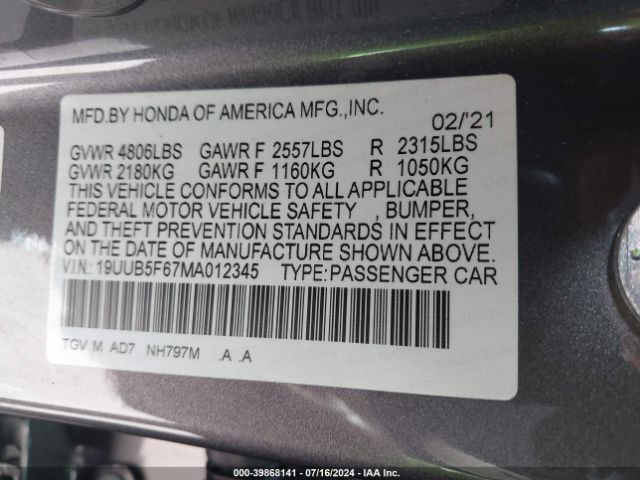 MFD.BY HONDA OF AMERICA MFG.,INC.
02/'21
GVWR 4806LBS GAWR F 2557LBS R 2315LBS
GVWR 2180KG GAWR F 1160KG R 1050KG
THIS VEHICLE CONFORMS TO ALL APPLICABLE
FEDERAL MOTOR VEHICLE SAFETY , BUMPER,
AND THEFT PREVENTION STANDARDS IN EFFECT
ON THE DATE OF MANUFACTURE SHOWN ABOVE.
V.I.N: 19UUB5F67MA012345 TYPE:PASSENGER CAR
TGV M AD7 NH797M .A .A
000-39868141 - 07/16/2024 - IAA Inc.